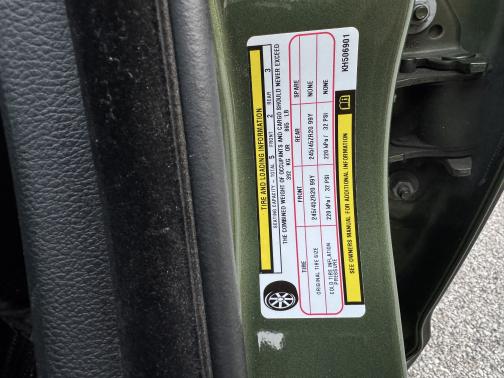 TIRE AND LOADING INFORMATION
SEATING CAPACITY - TOTAL 5 FRONT 2 REAR 3
THE COMBINED WEIGHT OF OCCUPANTS AND CARGO SHOULD NEVER EXCEED
392 KG OR 865 LB
TIRE FRONT REAR SPARE
ORIGINAL TIRE SIZE 245/45ZR20 99Y 245/45ZR20 99Y NONE
COLD TIRE INFLATION PRESSURE 220 kPa / 32 PSI 220 kPa / 32 PSI NONE
SEE OWNERS MANUAL FOR ADDITIONAL INFORMATION
KH506901